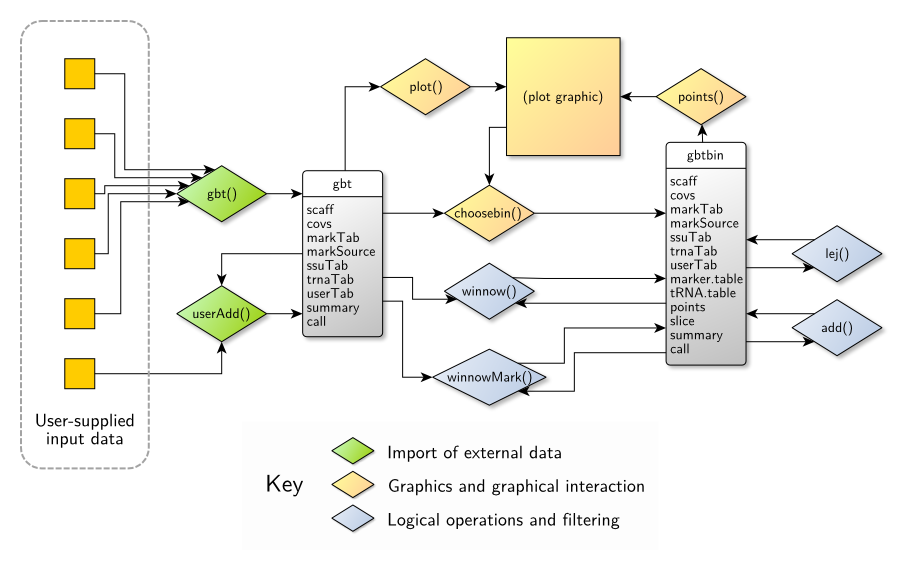 plot()
(plot graphic)
points()
gbt()
gbt
scaff
covs
markTab
markSource
ssuTab
trnaTab
userTab
summary
call
choosebin()
gbtbin
scaff
covs
markTab
markSource
ssuTab
trnaTab
userTab
marker.table
tRNA.table
points
slice
summary
call
lej()
winnow()
userAdd()
add()
winnowMark()
User-supplied
input data
Key
Import of external data
Graphics and graphical interaction
Logical operations and filtering